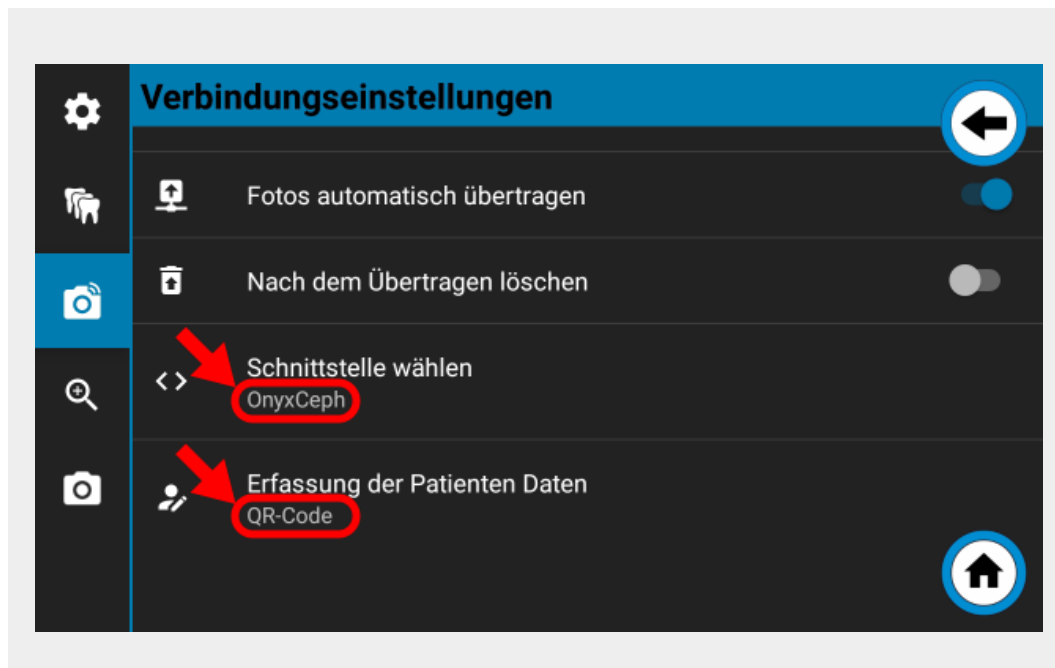 Verbindungseinstellungen
Fotos automatisch übertragen
Nach dem Übertragen löschen
Schnittstelle wählen
OnyxCeph
Erfassung der Patienten Daten
QR-Code